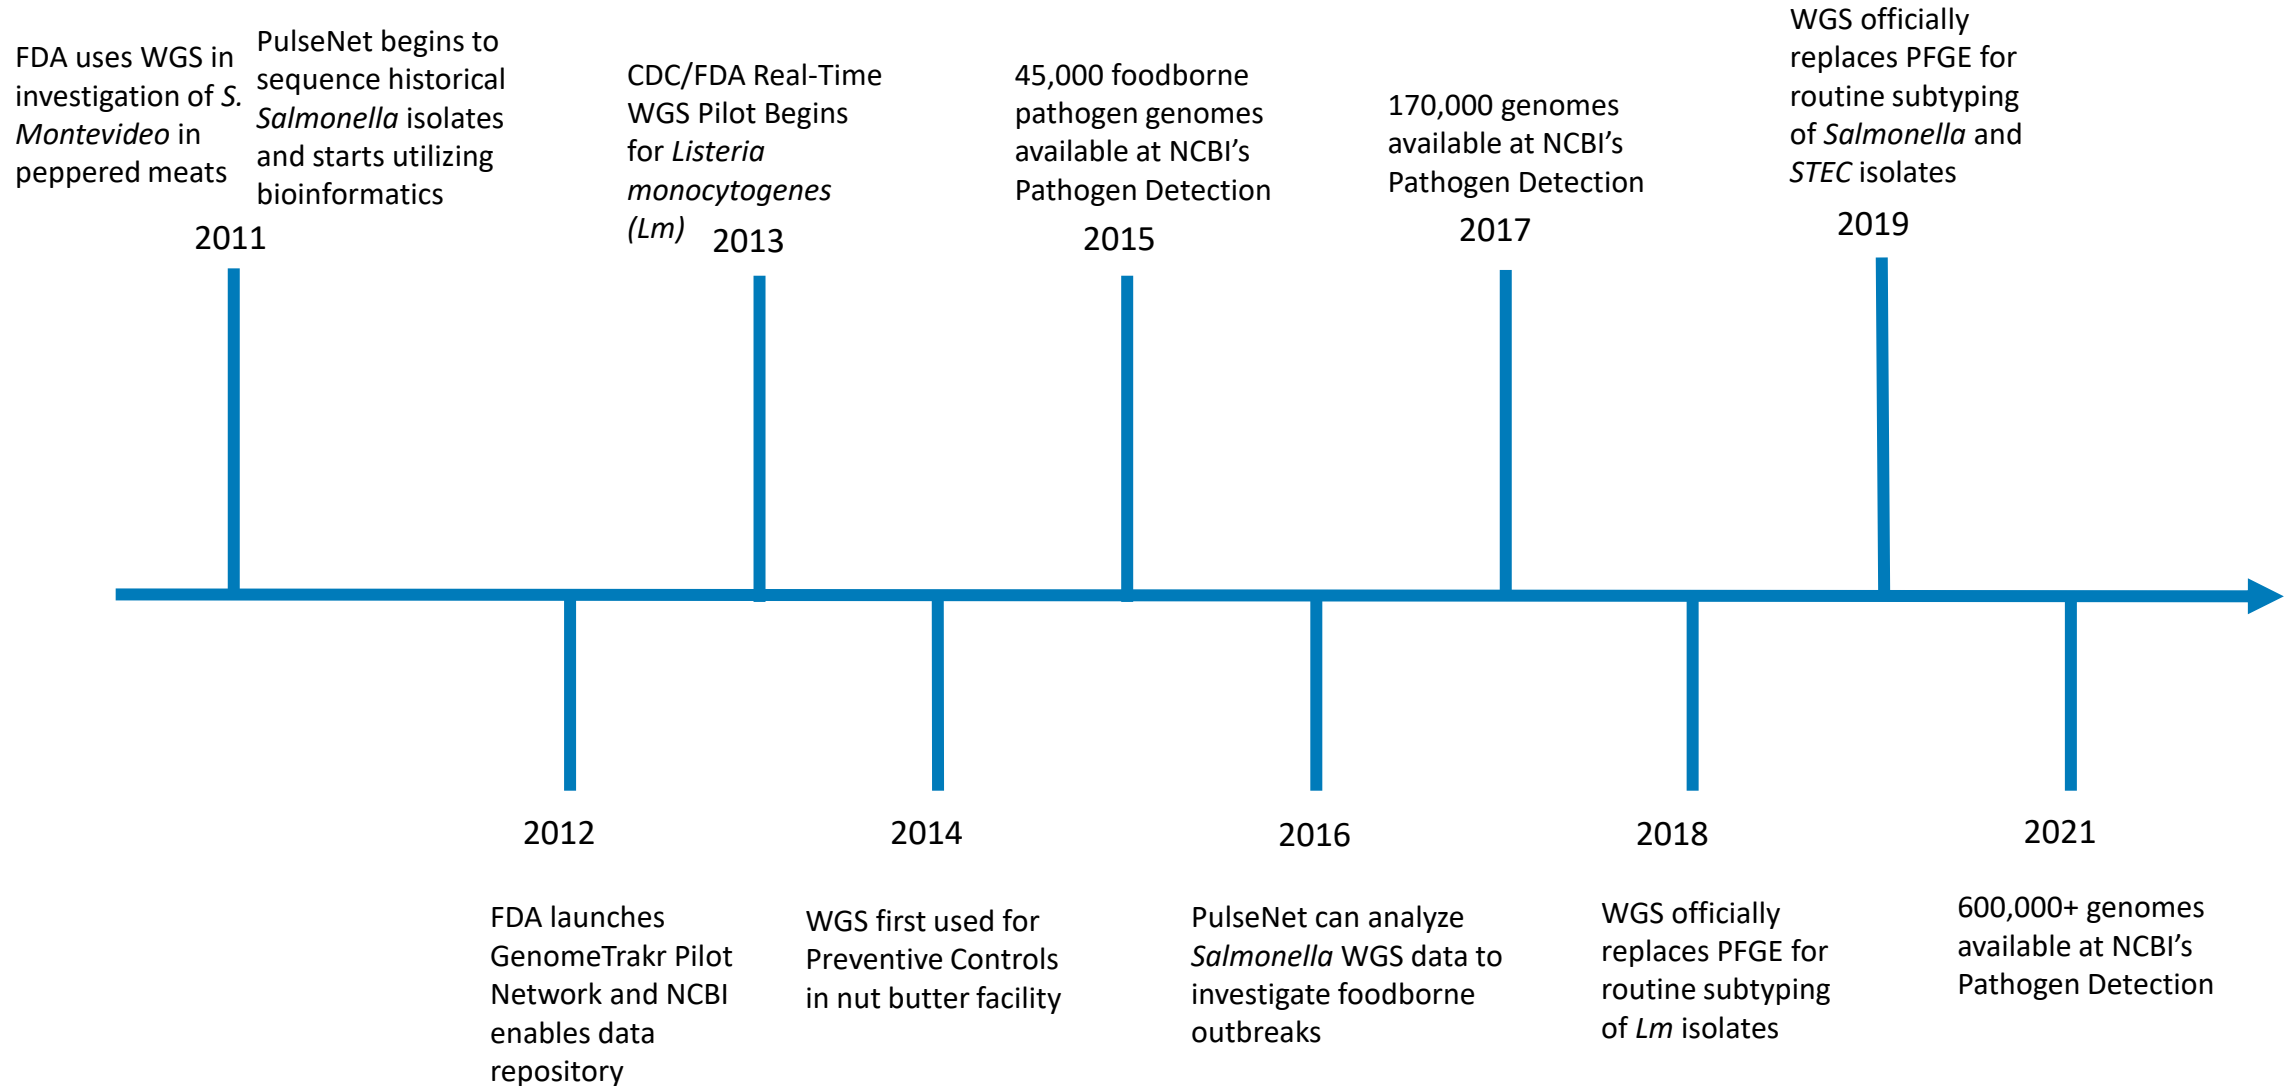 FDA uses WGS in
investigation of S.
Montevideo in
peppered meats
PulseNet begins to
sequence historical
Salmonella isolates
and starts utilizing
bioinformatics
2011
CDC/FDA Real-Time
WGS Pilot Begins
for Listeria
monocytogenes
(Lm)
2013
45,000 foodborne
pathogen genomes
available at NCBI’s
Pathogen Detection
2015
170,000 genomes
available at NCBI’s
Pathogen Detection
2017
WGS officially
replaces PFGE for
routine subtyping
of Salmonella and
STEC isolates
2019
2012
FDA launches
GenomeTrakr Pilot
Network and NCBI
enables data
repository
2014
WGS first used for
Preventive Controls
in nut butter facility
2016
PulseNet can analyze
Salmonella WGS data to
investigate foodborne
outbreaks
2018
WGS officially
replaces PFGE for
routine subtyping
of Lm isolates
2021
600,000+ genomes
available at NCBI’s
Pathogen Detection